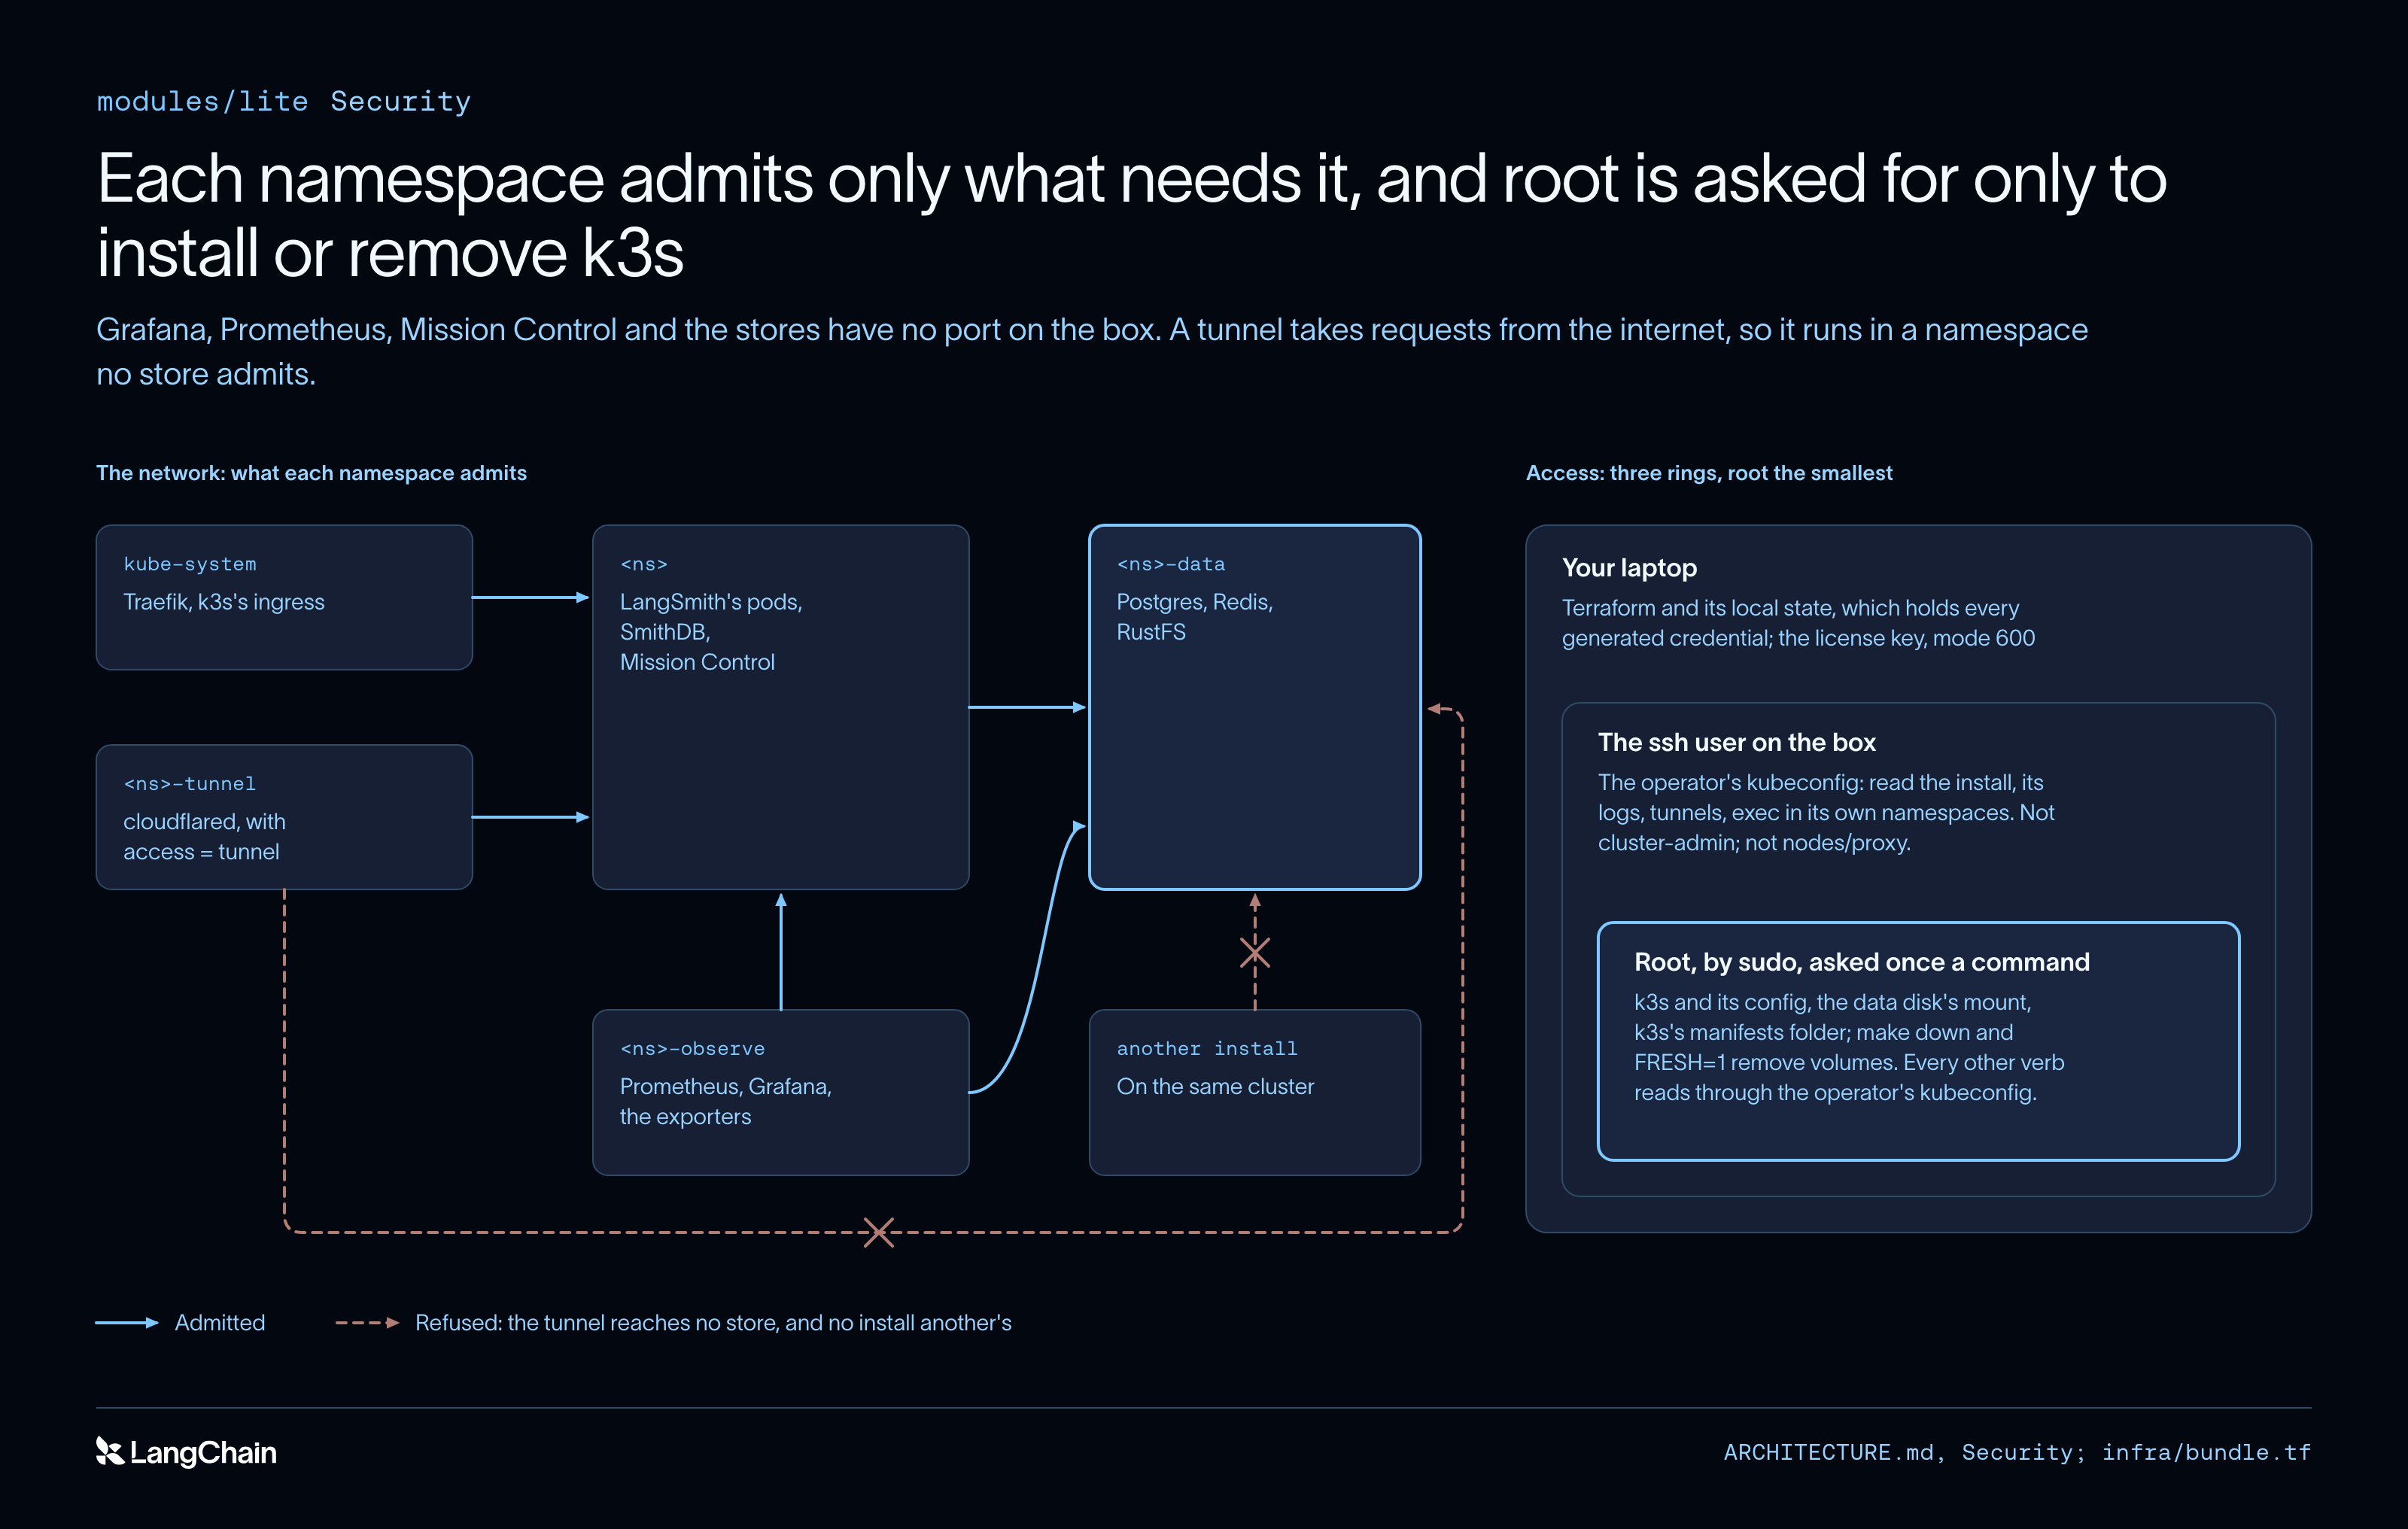 modules/lite Security
Each namespace admits only what needs it, and root is asked for only to
install or remove k3s
Grafana, Prometheus, Mission Control and the stores have no port on the box. A tunnel takes requests from the internet, so it runs in a namespace
no store admits.
The network: what each namespace admits
kube-system
Traefik, k3s's ingress
<ns>-tunnel
cloudflared, with
access = tunnel
<ns>
LangSmith's pods,
SmithDB,
Mission Control
<ns>-data
Postgres, Redis,
RustFS
<ns>-observe
Prometheus, Grafana,
the exporters
another install
On the same cluster
Admitted
Refused: the tunnel reaches no store, and no install another's
Access: three rings, root the smallest
Your laptop
Terraform and its local state, which holds every
generated credential; the license key, mode 600
The ssh user on the box
The operator's kubeconfig: read the install, its
logs, tunnels, exec in its own namespaces. Not
cluster-admin; not nodes/proxy.
Root, by sudo, asked once a command
k3s and its config, the data disk's mount,
k3s's manifests folder; make down and
FRESH=1 remove volumes. Every other verb
reads through the operator's kubeconfig.
LangChain
ARCHITECTURE.md, Security; infra/bundle.tf